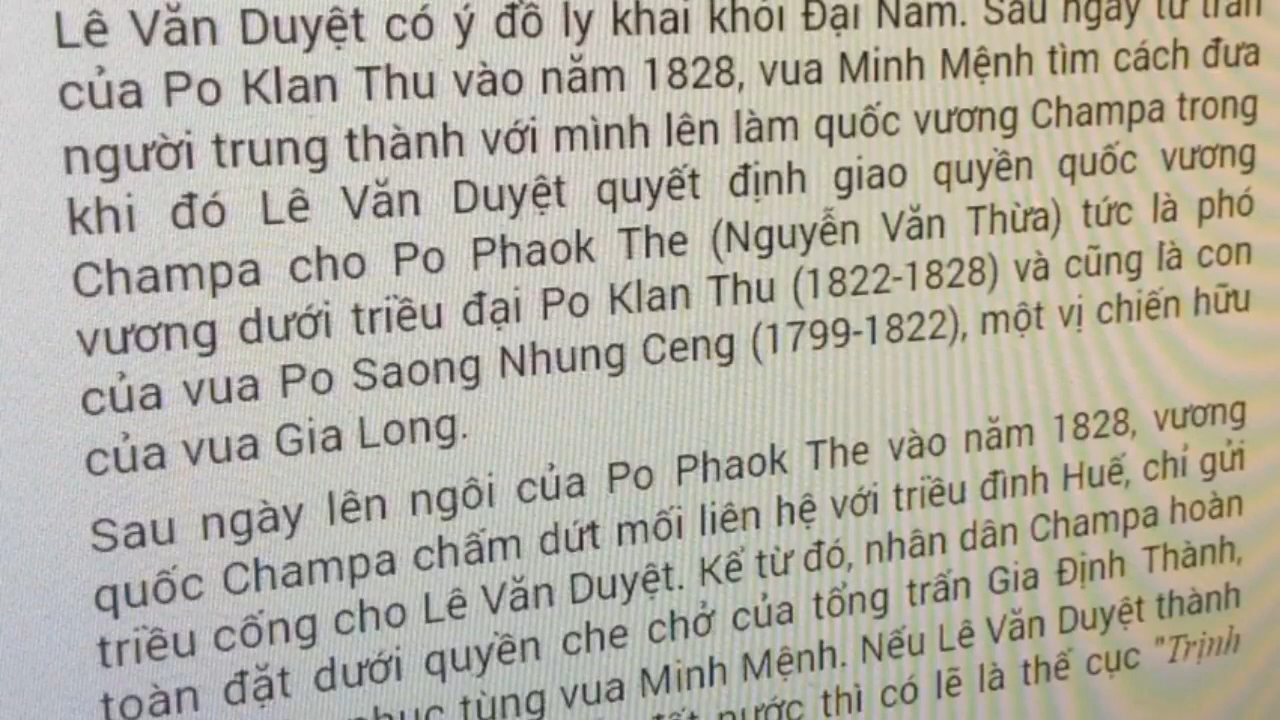 Lê Văn Duyệt có ý đồ ly khai khỏi Đại Nam. Sau ngày từ trần
của Po Klan Thu vào năm 1828, vua Minh Mệnh tìm cách đưa
người trung thành với mình lên làm quốc vương Champa trong
khi đó Lê Văn Duyệt quyết định giao quyền quốc vương
Champa cho Po Phaok The (Nguyễn Văn Thừa) tức là phó
vương dưới triều đại Po Klan Thu (1822-1828) và cũng là con
của vua Po Saong Nhung Ceng (1799-1822), một vị chiến hữu
của vua Gia Long.
Sau ngày lên ngôi của Po Phaok The vào năm 1828, vương
quốc Champa chấm dứt mối liên hệ với triều đình Huế, chỉ gửi
triều cống cho Lê Văn Duyệt. Kể từ đó, nhân dân Champa hoàn
toàn đặt dưới quyền che chở của tổng trấn Gia Định Thành,
phục tùng vua Minh Mệnh. Nếu Lê Văn Duyệt thành
nước thì có lẽ là thế cục "Trịnh